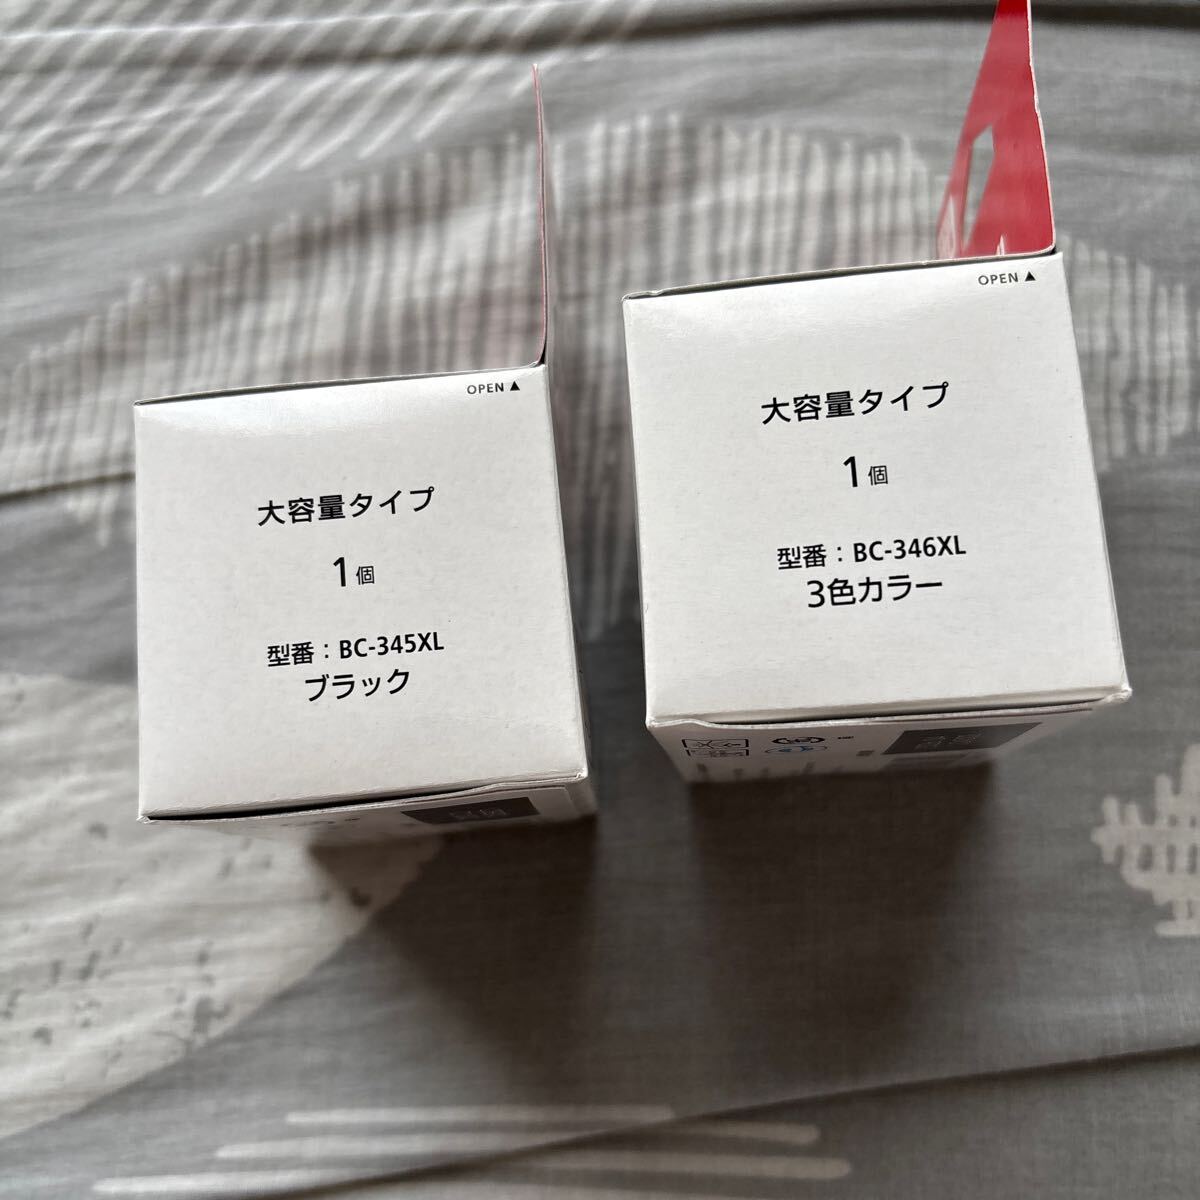 OPEN ▲
大容量タイプ
1個
型番：BC-345XL
ブラック
OPEN ▲
大容量タイプ
1個
型番：BC-346XL
3色カラー